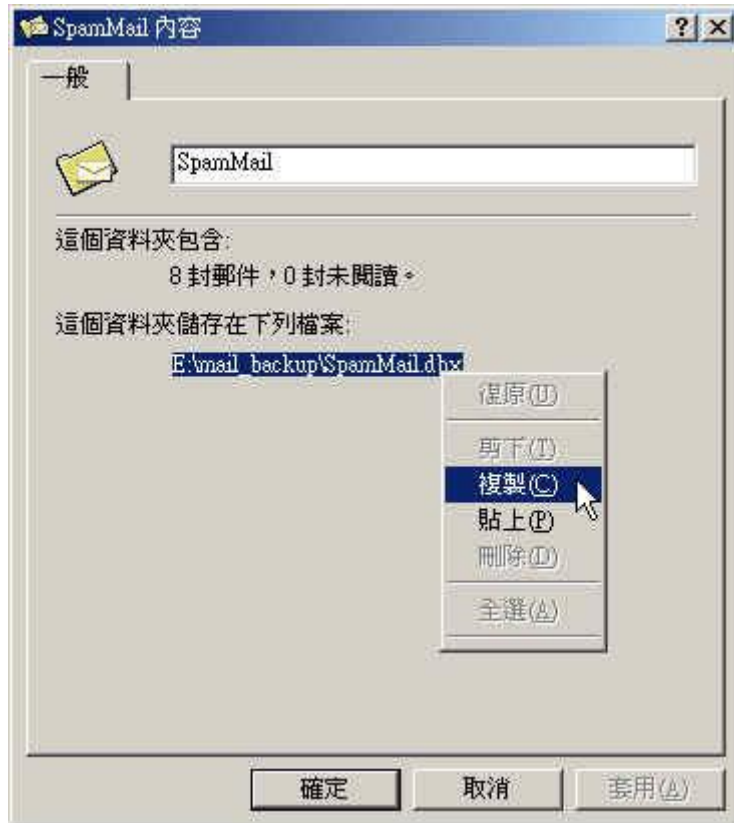 SpamMail 內容
一般
SpamMail
這個資料夾包含:
8 封郵件，0 封未閱讀。
這個資料夾儲存在下列檔案:
E:\mail_backup\SpamMail.dbx
復原(U)
剪下(T)
複製(C)
貼上(P)
刪除(D)
全選(A)
確定
取消
套用(A)